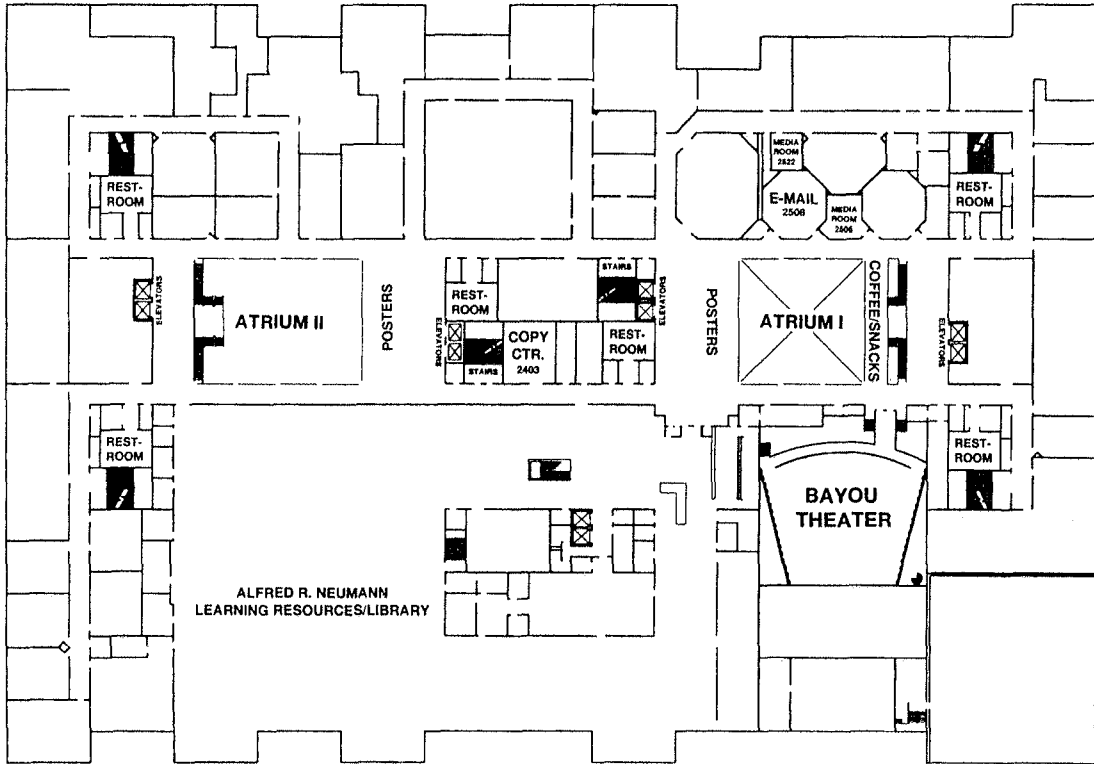 MEDIA
ROOM
2522
REST-
ROOM
E-MAIL
2508
MEDIA
ROOM
2506
REST-
ROOM
ELEVATORS
ATRIUM II
POSTERS
REST-
ROOM
STAIRS
ELEVATORS
POSTERS
ATRIUM I
COFFEE/SNACKS
ELEVATORS
ELEVATORS
STAIRS
COPY
CTR.
2403
REST-
ROOM
REST-
ROOM
REST-
ROOM
BAYOU
THEATER
ALFRED R. NEUMANN
LEARNING RESOURCES/LIBRARY